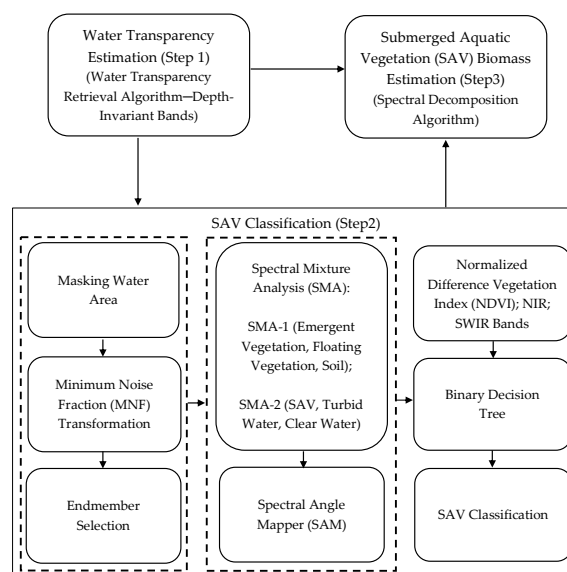 Water Transparency
Estimation (Step 1)
(Water Transparency
Retrieval Algorithm─Depth-
Invariant Bands)
Submerged Aquatic
Vegetation (SAV) Biomass
Estimation (Step3)
(Spectral Decomposition
Algorithm)
SAV Classification (Step2)
Masking Water
Area
Minimum Noise
Fraction (MNF)
Transformation
Endmember
Selection
Spectral Mixture
Analysis (SMA):
SMA-1 (Emergent
Vegetation, Floating
Vegetation, Soil);
SMA-2 (SAV, Turbid
Water, Clear Water)
Spectral Angle
Mapper (SAM)
Normalized
Difference Vegetation
Index (NDVI); NIR;
SWIR Bands
Binary Decision
Tree
SAV Classification